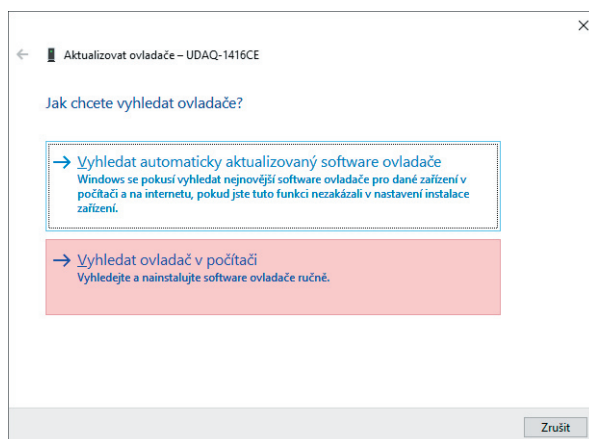 Aktualizovat ovladače – UDAQ-1416CE
Jak chcete vyhledat ovladače?
Vyhledat automaticky aktualizovaný software ovladače
Windows se pokusí vyhledat nejnovější software ovladače pro dané zařízení v
počítači a na internetu, pokud jste tuto funkci nezakázali v nastavení instalace
zařízení.
Vyhledat ovladač v počítači
Vyhledejte a nainstalujte software ovladače ručně.
Zrušit